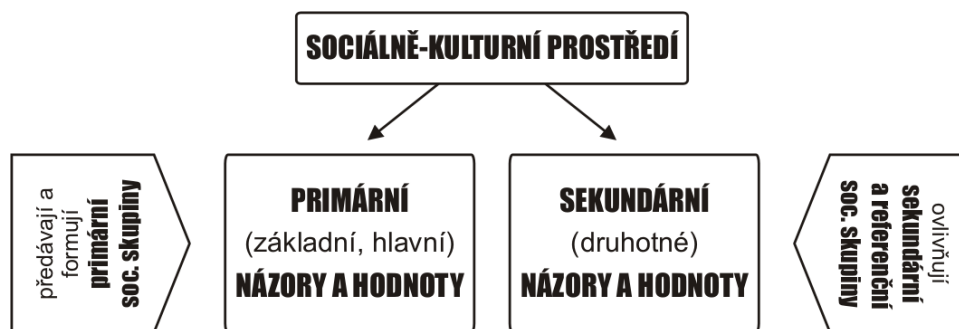 SOCIÁLNĚ-KULTURNÍ PROSTŘEDÍ
předávají a
formují
primární
soc. skupiny
PRIMÁRNÍ
(základní, hlavní)
NÁZORY A HODNOTY
SEKUNDÁRNÍ
(druhotné)
NÁZORY A HODNOTY
ovlivňují
sekundární
a referenční
soc. skupiny